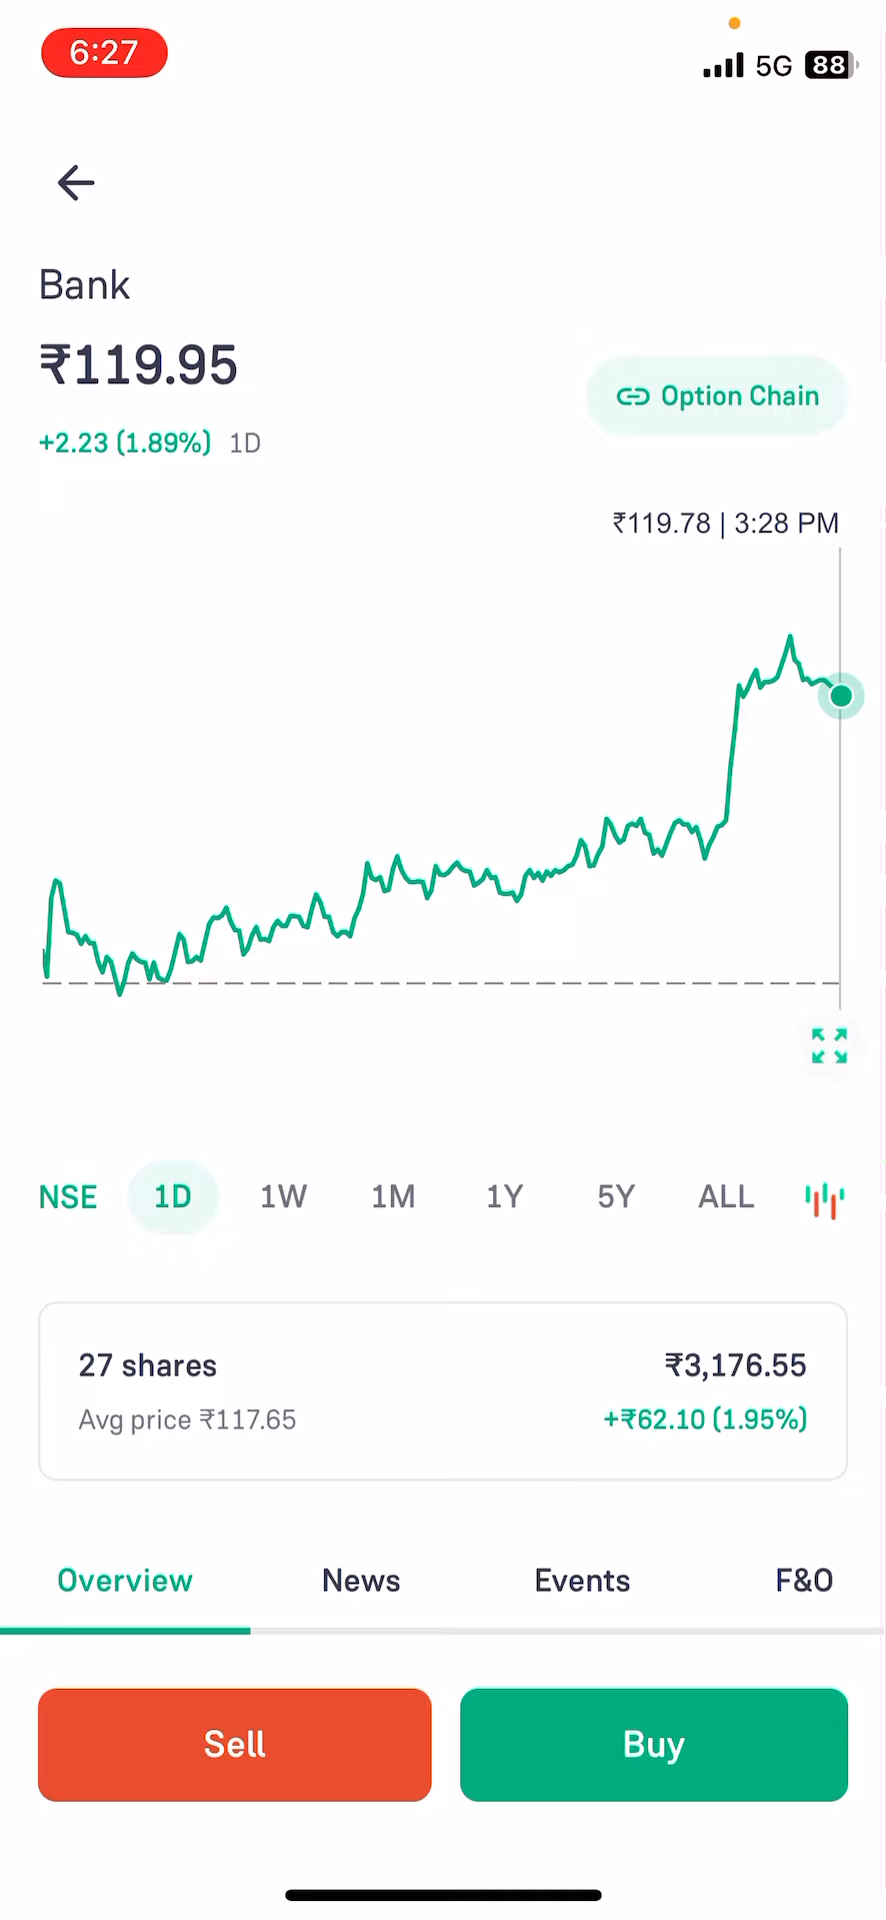 6:27
5G 88
Bank
₹119.95
Option Chain
+2.23 (1.89%) 1D
₹119.78 | 3:28 PM
NSE 1D 1W 1M 1Y 5Y ALL
27 shares ₹3,176.55
Avg price ₹117.65 +₹62.10 (1.95%)
Overview News Events F&O
Sell Buy